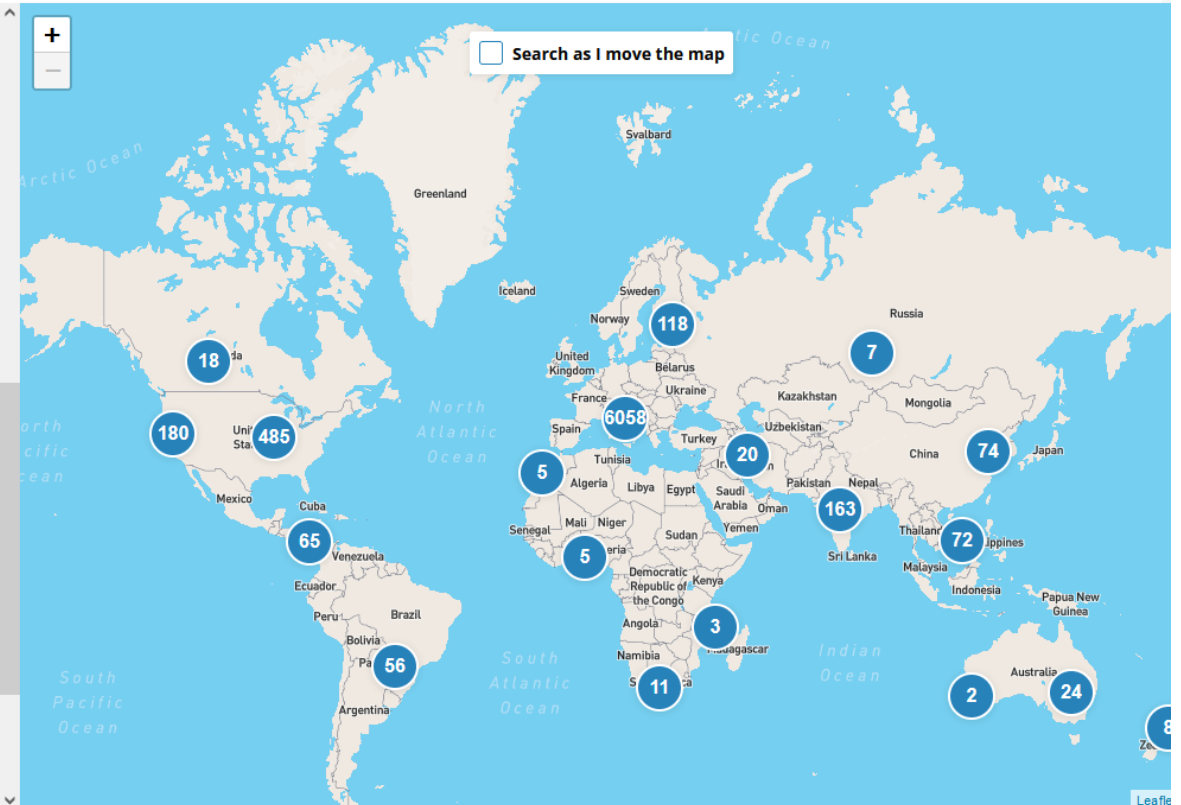 +
−
Search as I move the map
Arctic Ocean
Svalbard
Greenland
Arctic Ocean
Iceland
Sweden
Norway
118
Russia
7
18
United
Kingdom
Belarus
Ukraine
France
Kazakhstan
Mongolia
North
Atlantic
Ocean
6058
180
485
Spain
Turkey
Uzbekistan
20
China
74
Japan
5
Tunisia
Algeria
Libya
Egypt
Saudi
Arabia
Oman
Pakistan
Nepal
Mexico
Cuba
163
65
Senegal
Mali
Niger
Sudan
Yemen
Thailand
72
Venezuela
5
Sri Lanka
Malaysia
Ecuador
Democratic
Republic of
the Congo
Kenya
Indonesia
Papua New
Guinea
Peru
Brazil
Angola
3
Bolivia
Indian
Ocean
56
Namibia
11
South
Pacific
Ocean
South
Atlantic
Ocean
Australia
2
24
Argentina
8